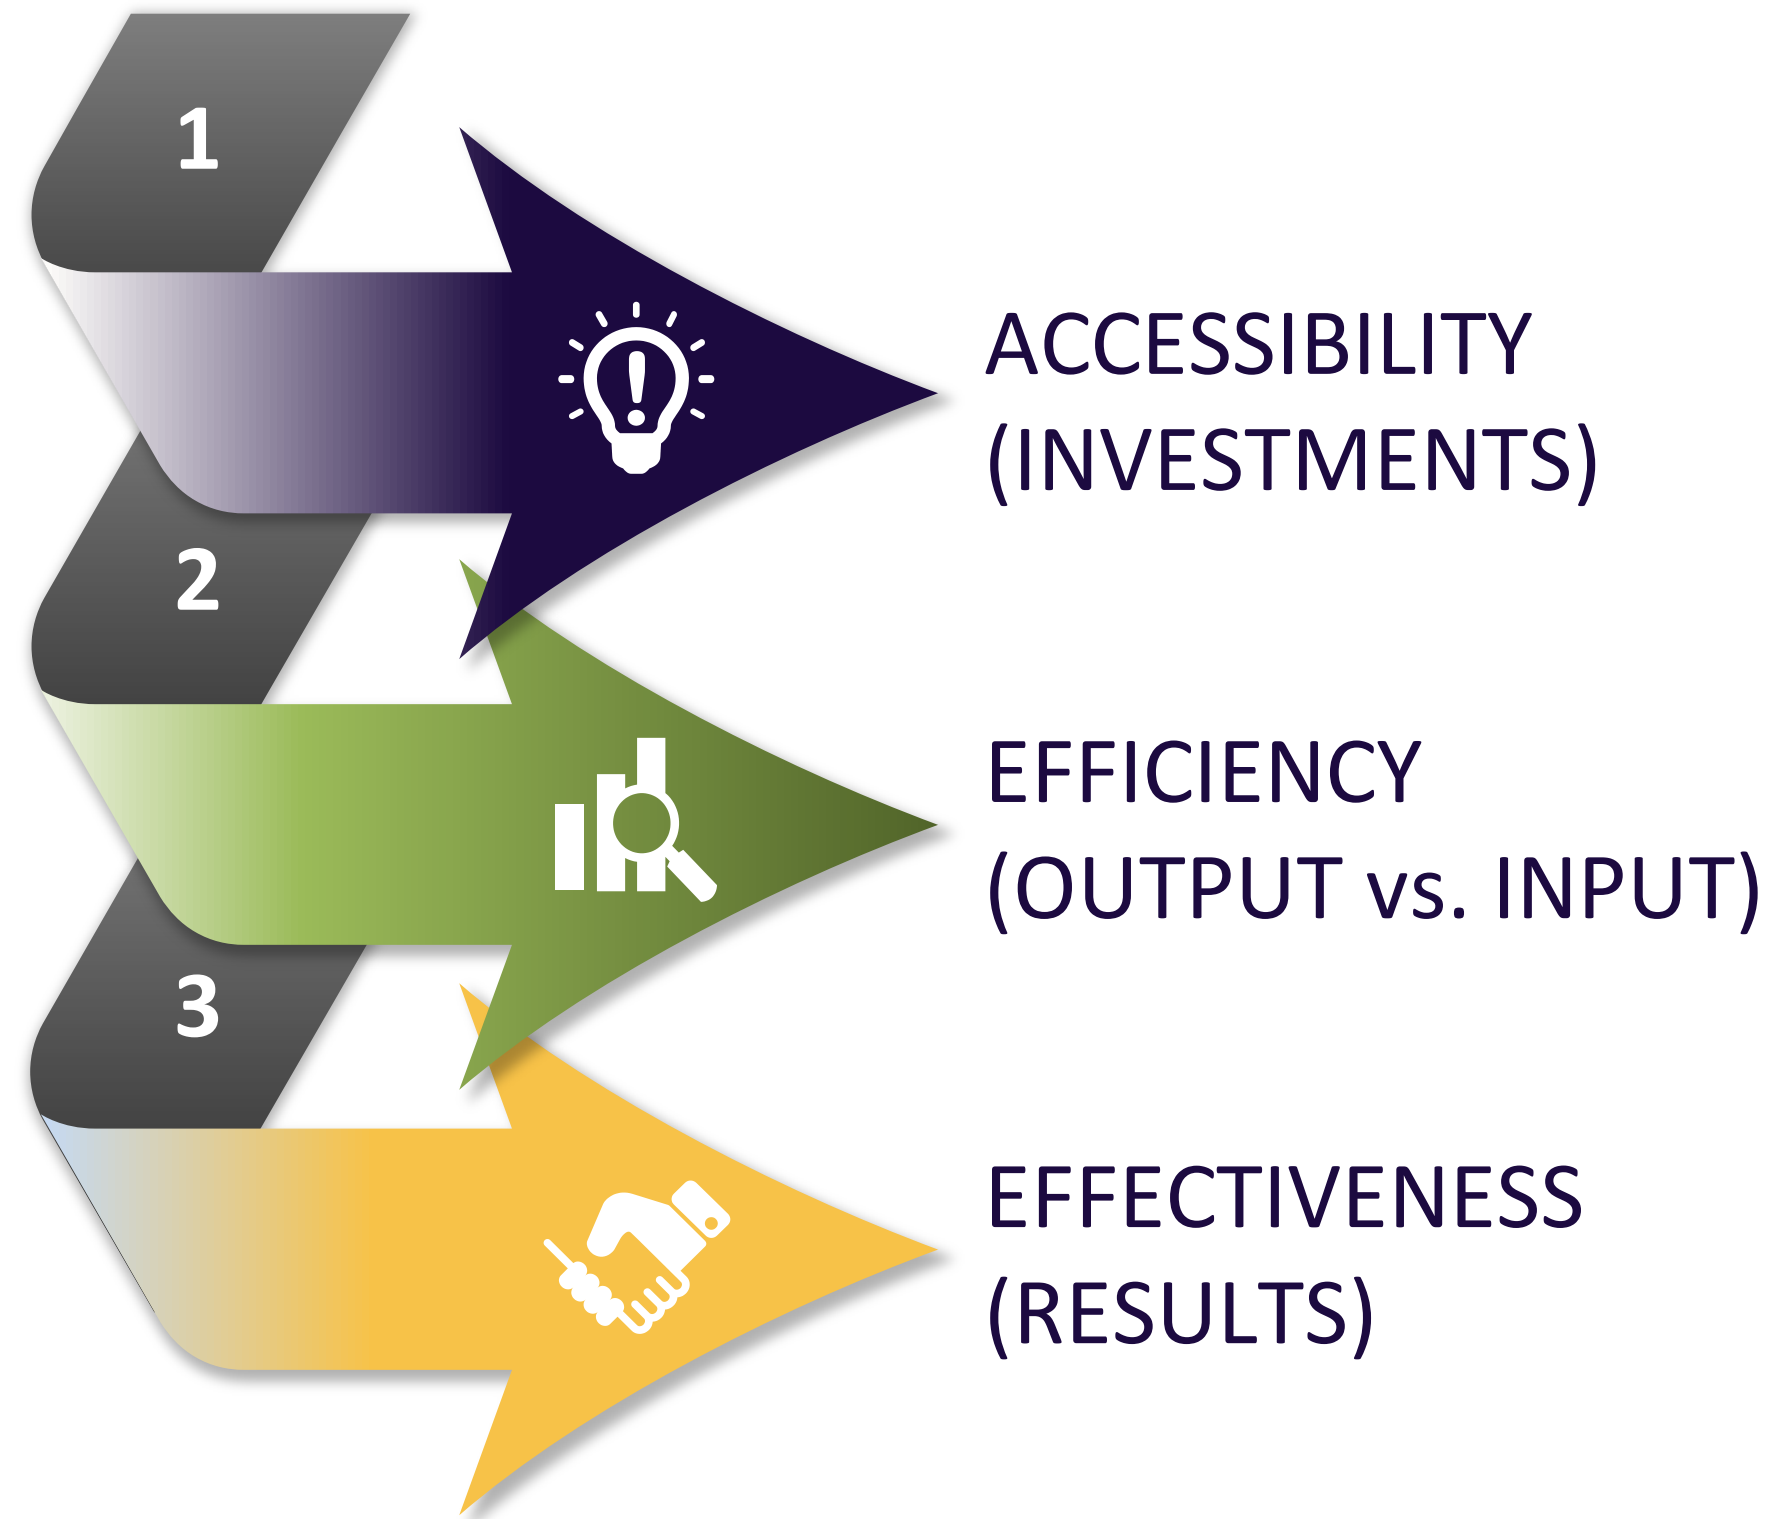 1
ACCESSIBILITY
(INVESTMENTS)
2
EFFICIENCY
(OUTPUT vs. INPUT)
3
EFFECTIVENESS
(RESULTS)